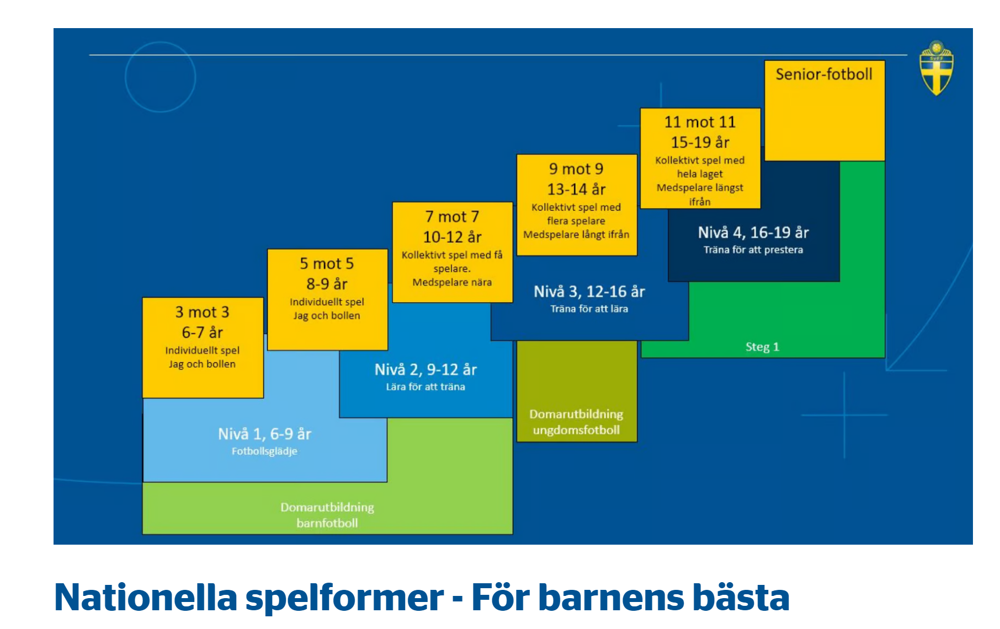 SvFF
Senior-fotboll
11 mot 11
15-19 år
Kollektivt spel med
hela laget
Medspelare längst
ifrån
9 mot 9
13-14 år
Kollektivt spel med
flera spelare
Medspelare långt ifrån
7 mot 7
10-12 år
Kollektivt spel med få
spelare.
Medspelare nära
5 mot 5
8-9 år
Individuellt spel
Jag och bollen
3 mot 3
6-7 år
Individuellt spel
Jag och bollen
Nivå 4, 16-19 år
Träna för att prestera
Nivå 3, 12-16 år
Träna för att lära
Nivå 2, 9-12 år
Lära för att träna
Nivå 1, 6-9 år
Fotbollsglädje
Steg 1
Domarutbildning
ungdomsfotboll
Domarutbildning
barnfotboll
Nationella spelformer - För barnens bästa